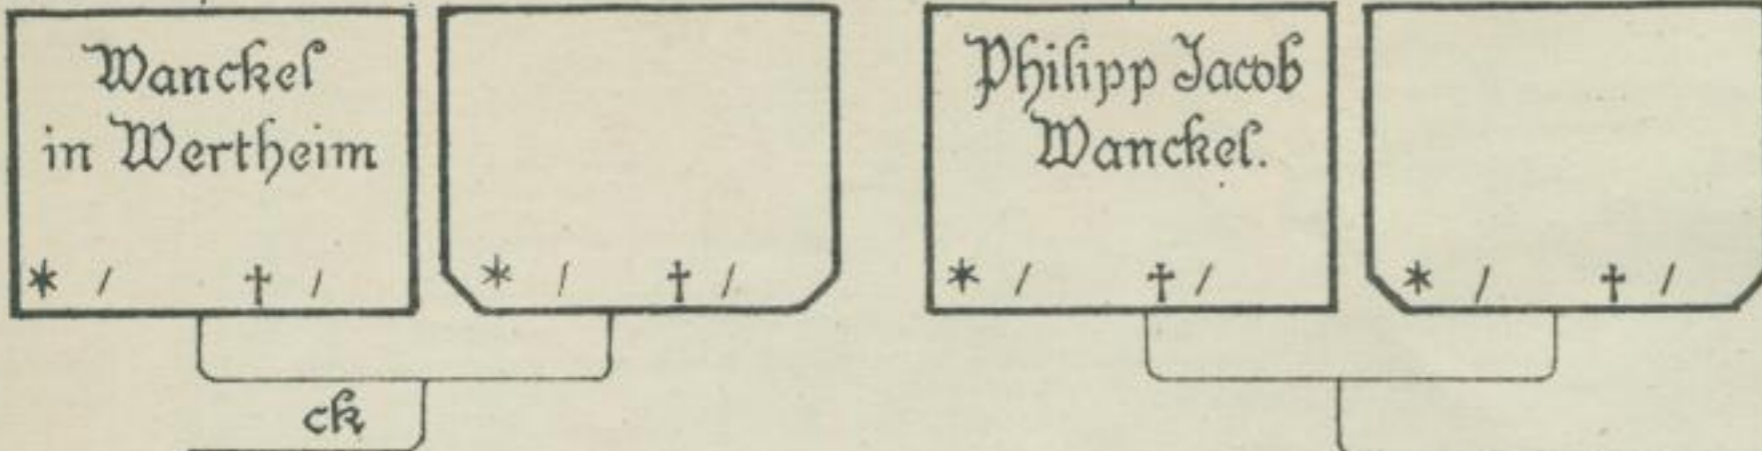 Wanckel
in Wertheim
* / † /
* / † /
Philipp Jacob
Wanckel.
* / † /
* / † /
ck